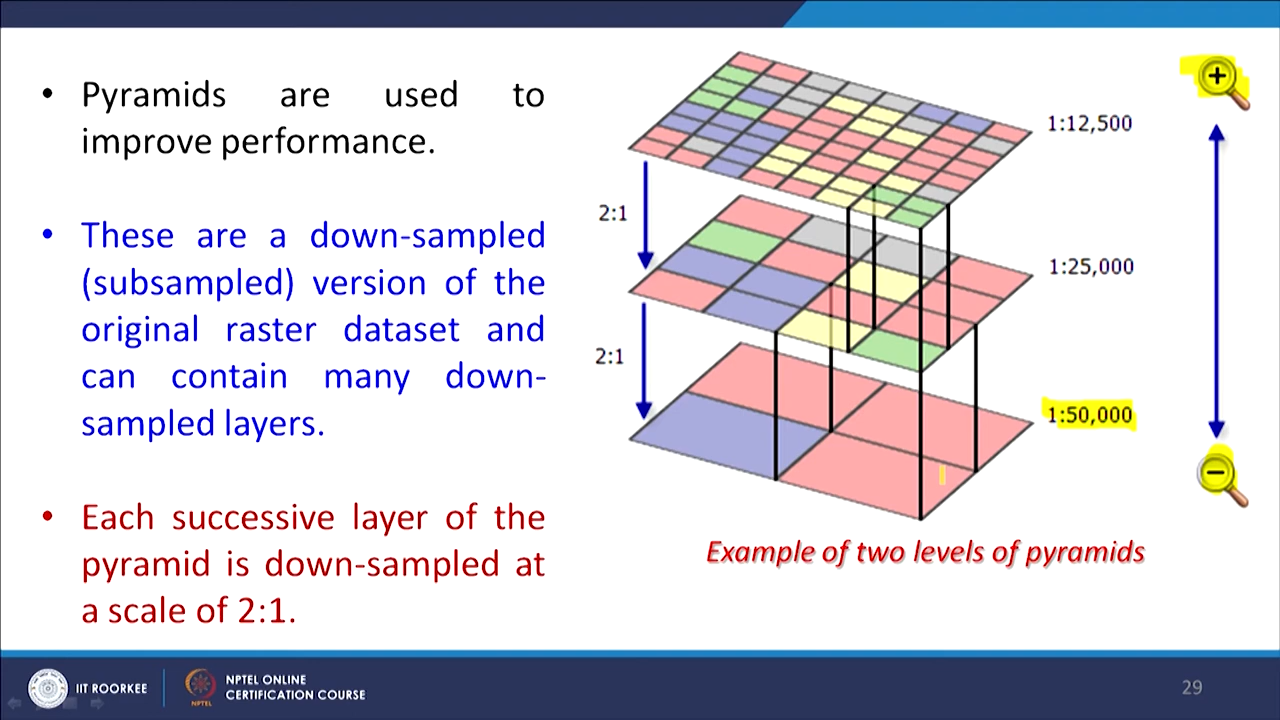 • Pyramids are used to
improve performance.
• These are a down-sampled
(subsampled) version of the
original raster dataset and
can contain many down-
sampled layers.
• Each successive layer of the
pyramid is down-sampled at
a scale of 2:1.
1:12,500
2:1
1:25,000
2:1
1:50,000
Example of two levels of pyramids
IIT ROORKEE
NPTEL
NPTEL ONLINE
CERTIFICATION COURSE
29